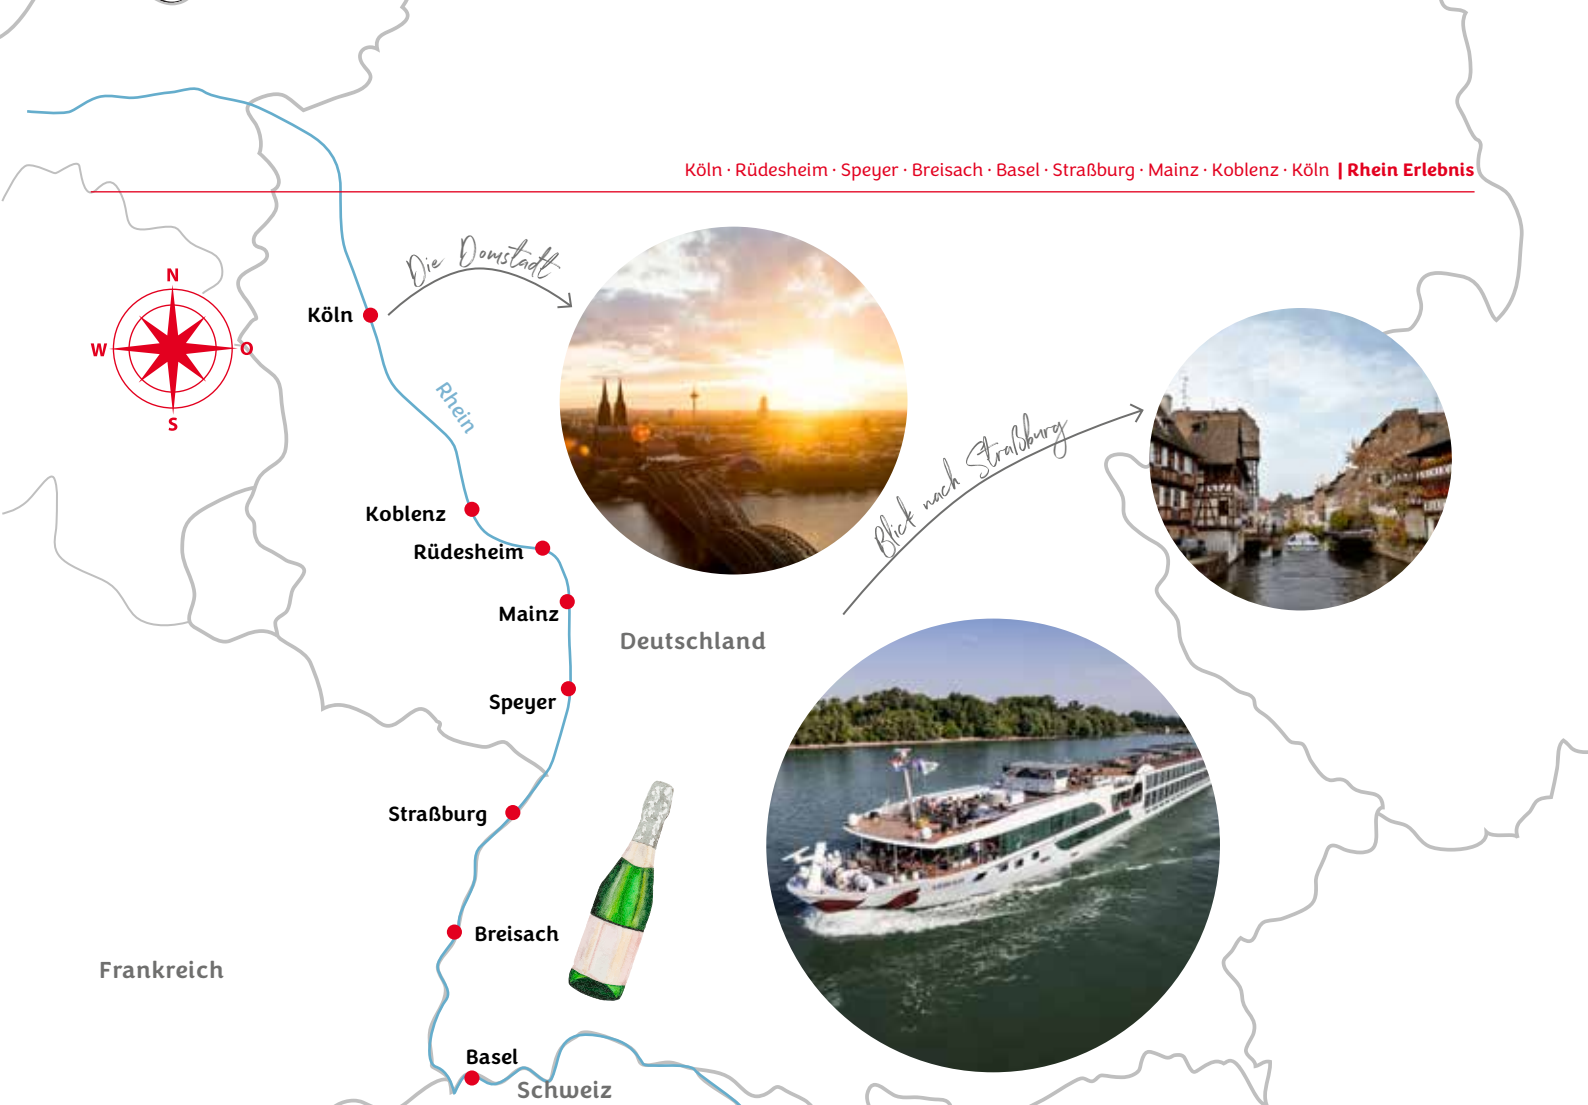 Köln · Rüdesheim · Speyer · Breisach · Basel · Straßburg · Mainz · Koblenz · Köln | Rhein Erlebnis
Die Domstadt
N
W
O
S
Köln
Rhein
Blick nach Straßburg
Koblenz
Rüdesheim
Mainz
Deutschland
Speyer
Straßburg
Breisach
Frankreich
Basel
Schweiz